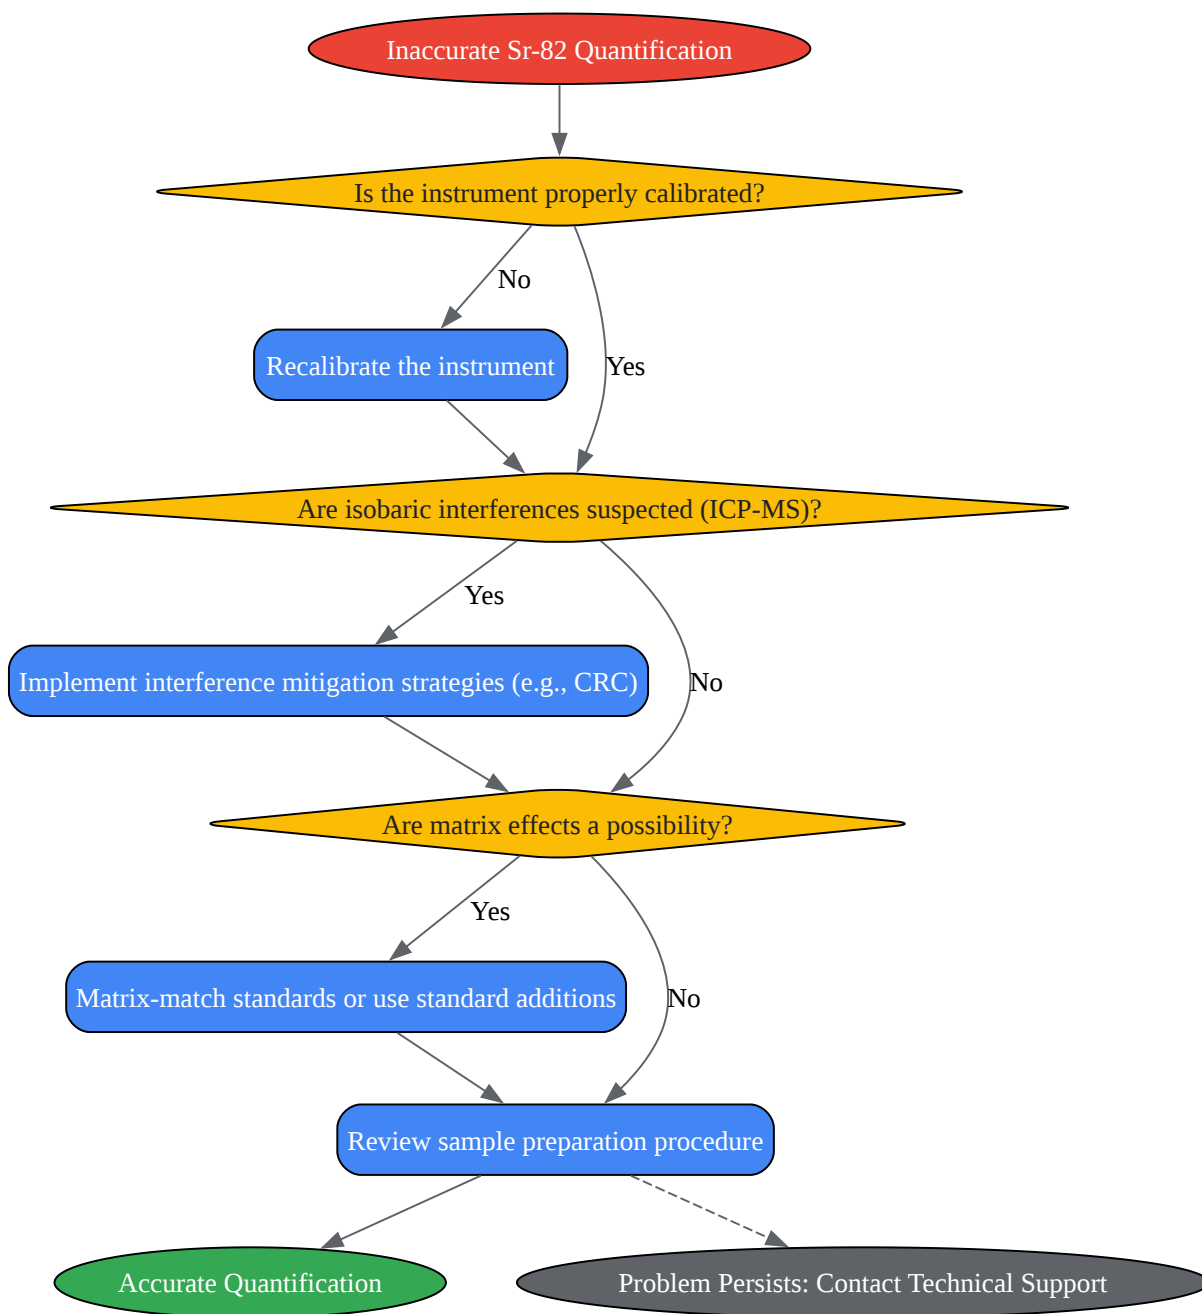 Inaccurate Sr-82 Quantification
Is the instrument properly calibrated?
No
Recalibrate the instrument
Yes
Are isobaric interferences suspected (ICP-MS)?
Yes
Implement interference mitigation strategies (e.g., CRC)
No
Are matrix effects a possibility?
Yes
Matrix-match standards or use standard additions
No
Review sample preparation procedure
Accurate Quantification
Problem Persists: Contact Technical Support